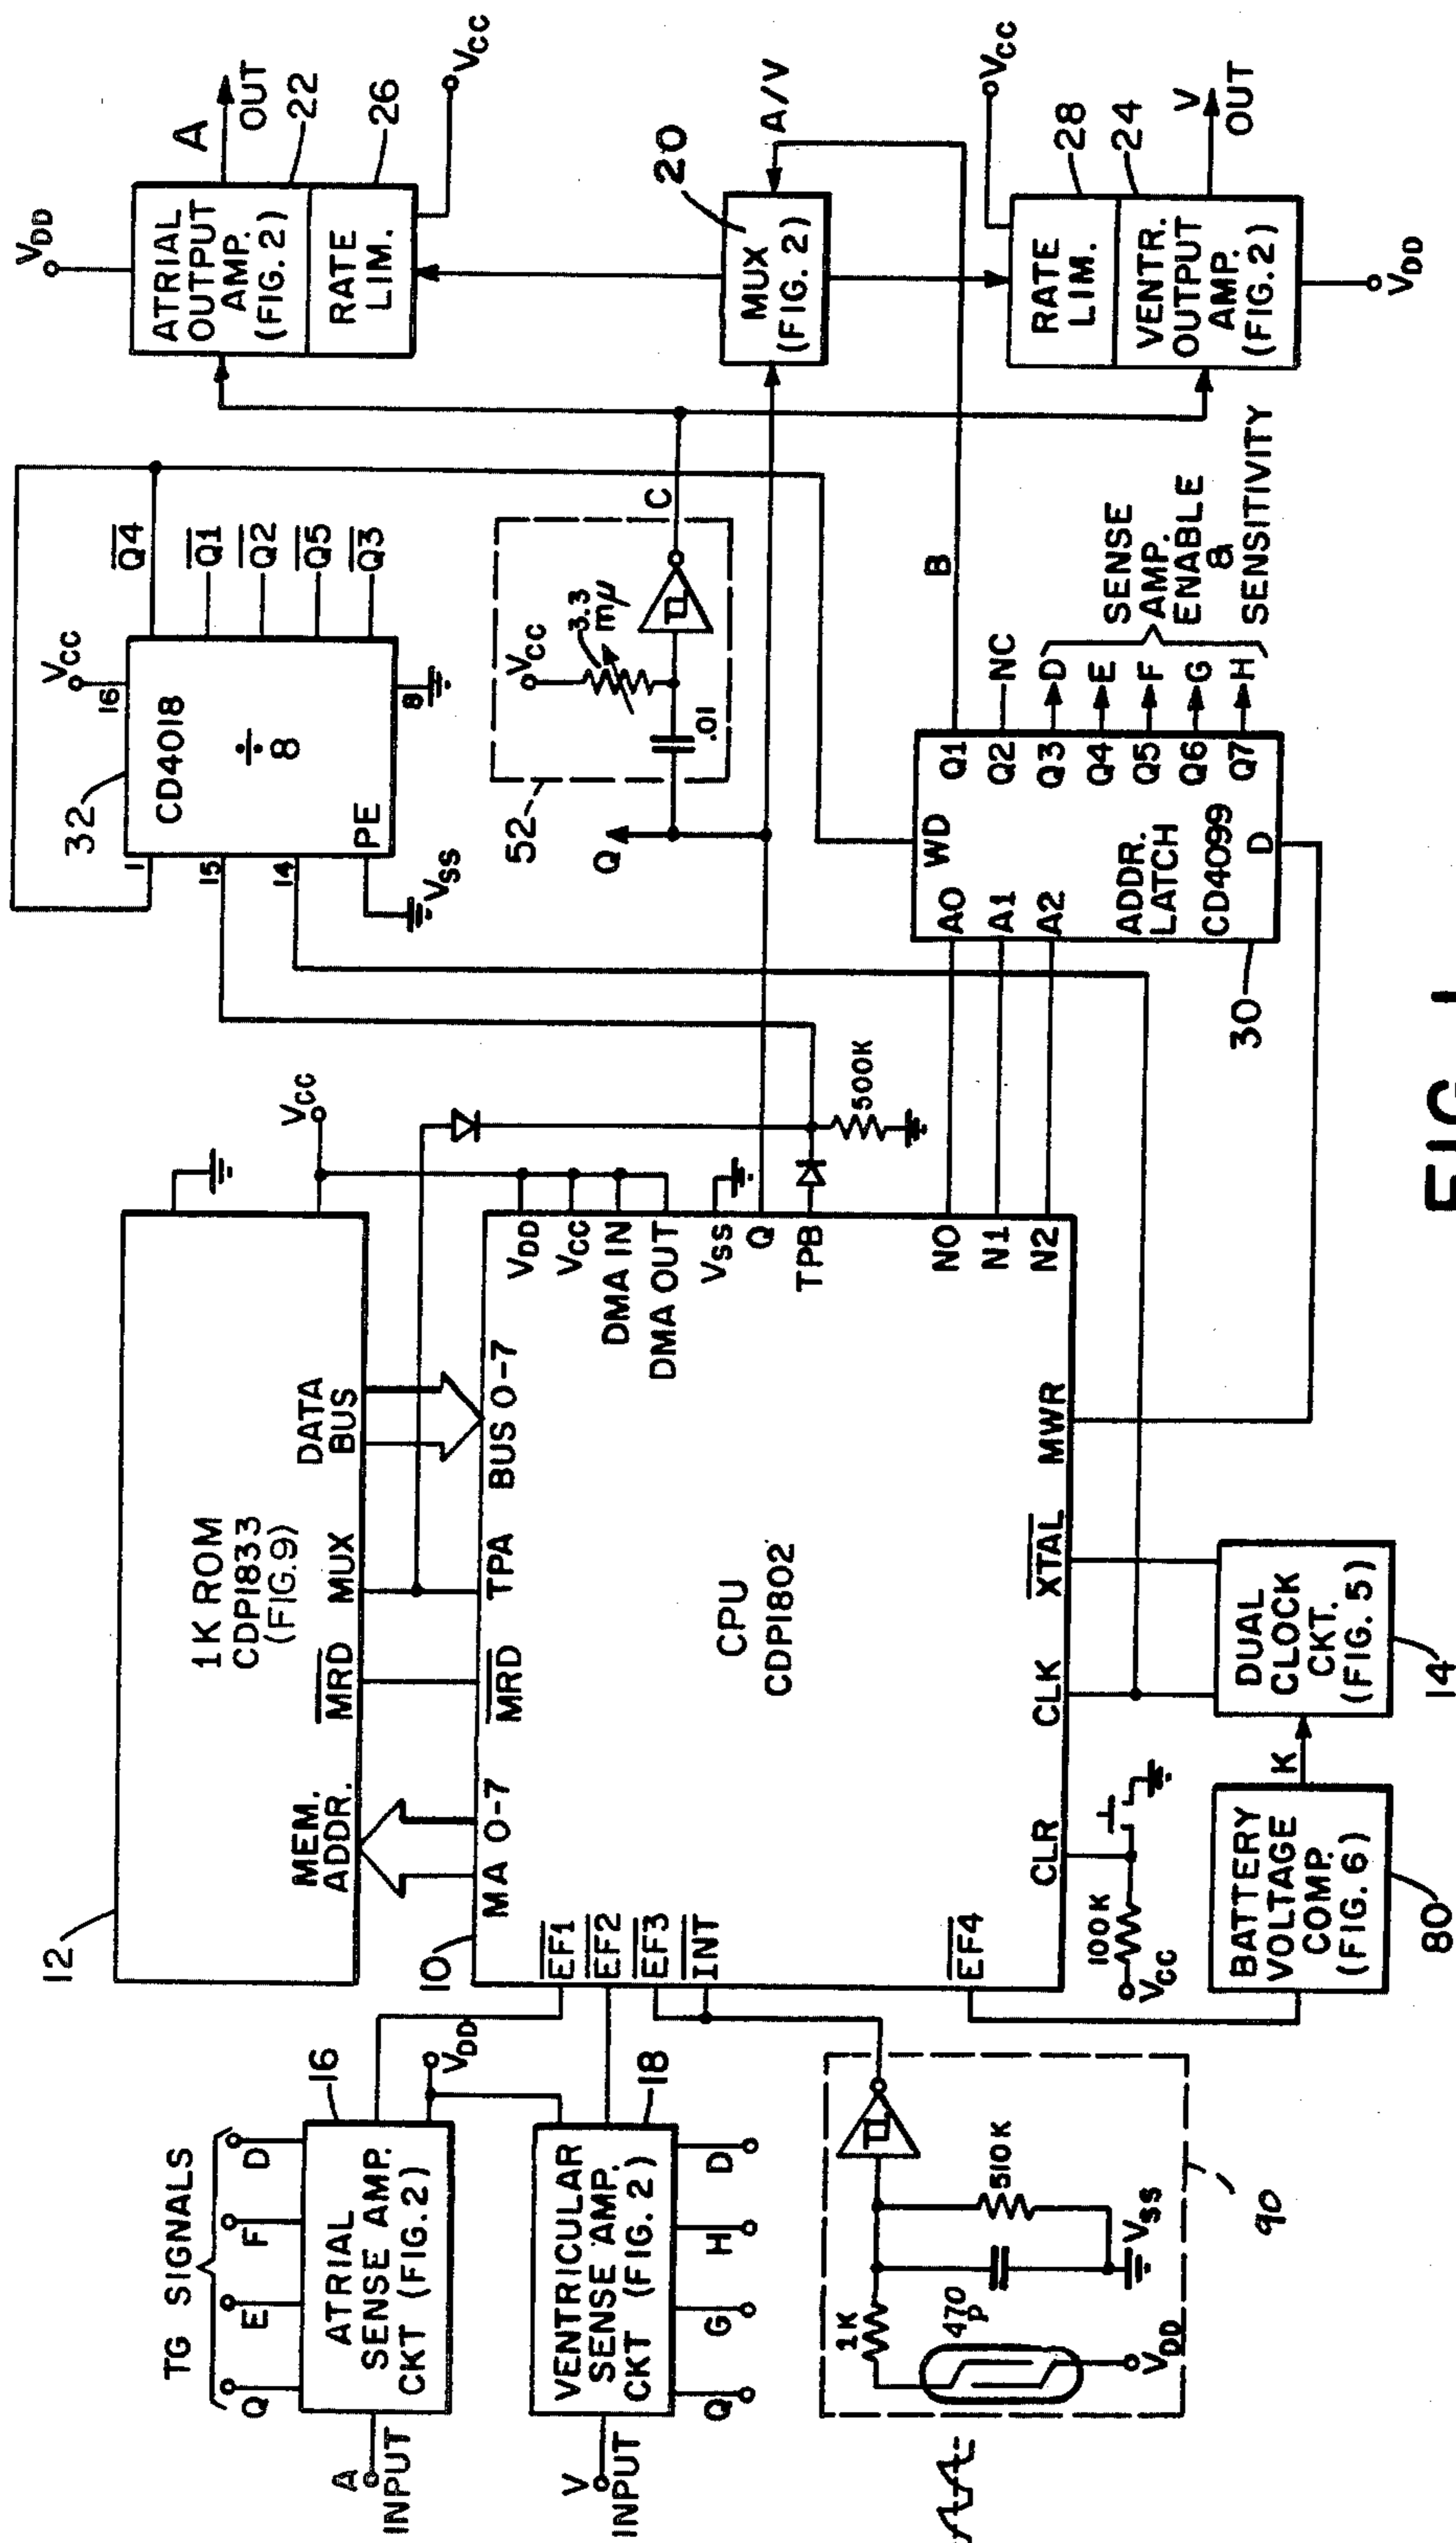 TG SIGNALS
Q
E
F
D
A
INPUT
ATRIAL
SENSE AMP.
CKT (FIG.2)
16
VDD
V
INPUT
VENTRICULAR
SENSE AMP.
CKT (FIG. 2)
18
Q
G
H
D
1K
470
P
510K
VSS
VDD
90
12
1K ROM
CDP1833
(FIG.9)
MEM.
ADDR.
MRD
MUX
DATA
BUS
VCC
10
MA 0-7
MRD
TPA
BUS 0-7
EF1
EF2
EF3
INT
EF4
CPU
CDP1802
VDD
VCC
DMA IN
DMA OUT
VSS
Q
TPB
N0
N1
N2
CLR
CLK
XTAL
MWR
100K
VCC
500K
BATTERY
VOLTAGE
COMP.
(FIG. 6)
80
K
DUAL
CLOCK
CKT.
(FIG. 5)
14
32
CD4018
÷8
PE
1
15
14
16
8
VCC
VSS
Q4
Q1
Q2
Q5
Q3
52
VCC
3.3
mμ
.01
Q
C
30
A0
A1
A2
WD
ADDR.
LATCH
CD4099
D
Q1
Q2
Q3
Q4
Q5
Q6
Q7
B
NC
D
E
F
G
H
SENSE
AMP.
ENABLE
&
SENSITIVITY
VDD
ATRIAL
OUTPUT
AMP.
(FIG. 2)
RATE
LIM.
A
OUT
22
26
VCC
MUX
(FIG. 2)
20
A/V
RATE
LIM.
VENTR.
OUTPUT
AMP.
(FIG.2)
VCC
28
24
V
OUT
VDD